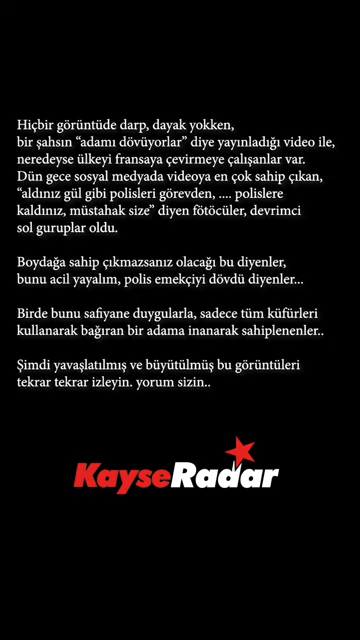 Hiçbir görüntüde darp, dayak yokken,
bir şahsın “adamı dövüyorlar” diye yayınladığı video ile,
neredeyse ülkeyi fransaya çevirmeye çalışanlar var.
Dün gece sosyal medyada videoya en çok sahip çıkan,
“aldınız gül gibi polisleri görevden, .... polislere
kaldınız, müstahak size” diyen fötöcüler, devrimci
sol guruplar oldu.
Boydağa sahip çıkmazsanız olacağı bu diyenler,
bunu acil yayalım, polis emekçiyi dövdü diyenler...
Birde bunu safiyane duygularla, sadece tüm küfürleri
kullanarak bağıran bir adama inanarak sahiplenenler..
Şimdi yavaşlatılmış ve büyütülmüş bu görüntüleri
tekrar tekrar izleyin. yorum sizin..
KayseRadar